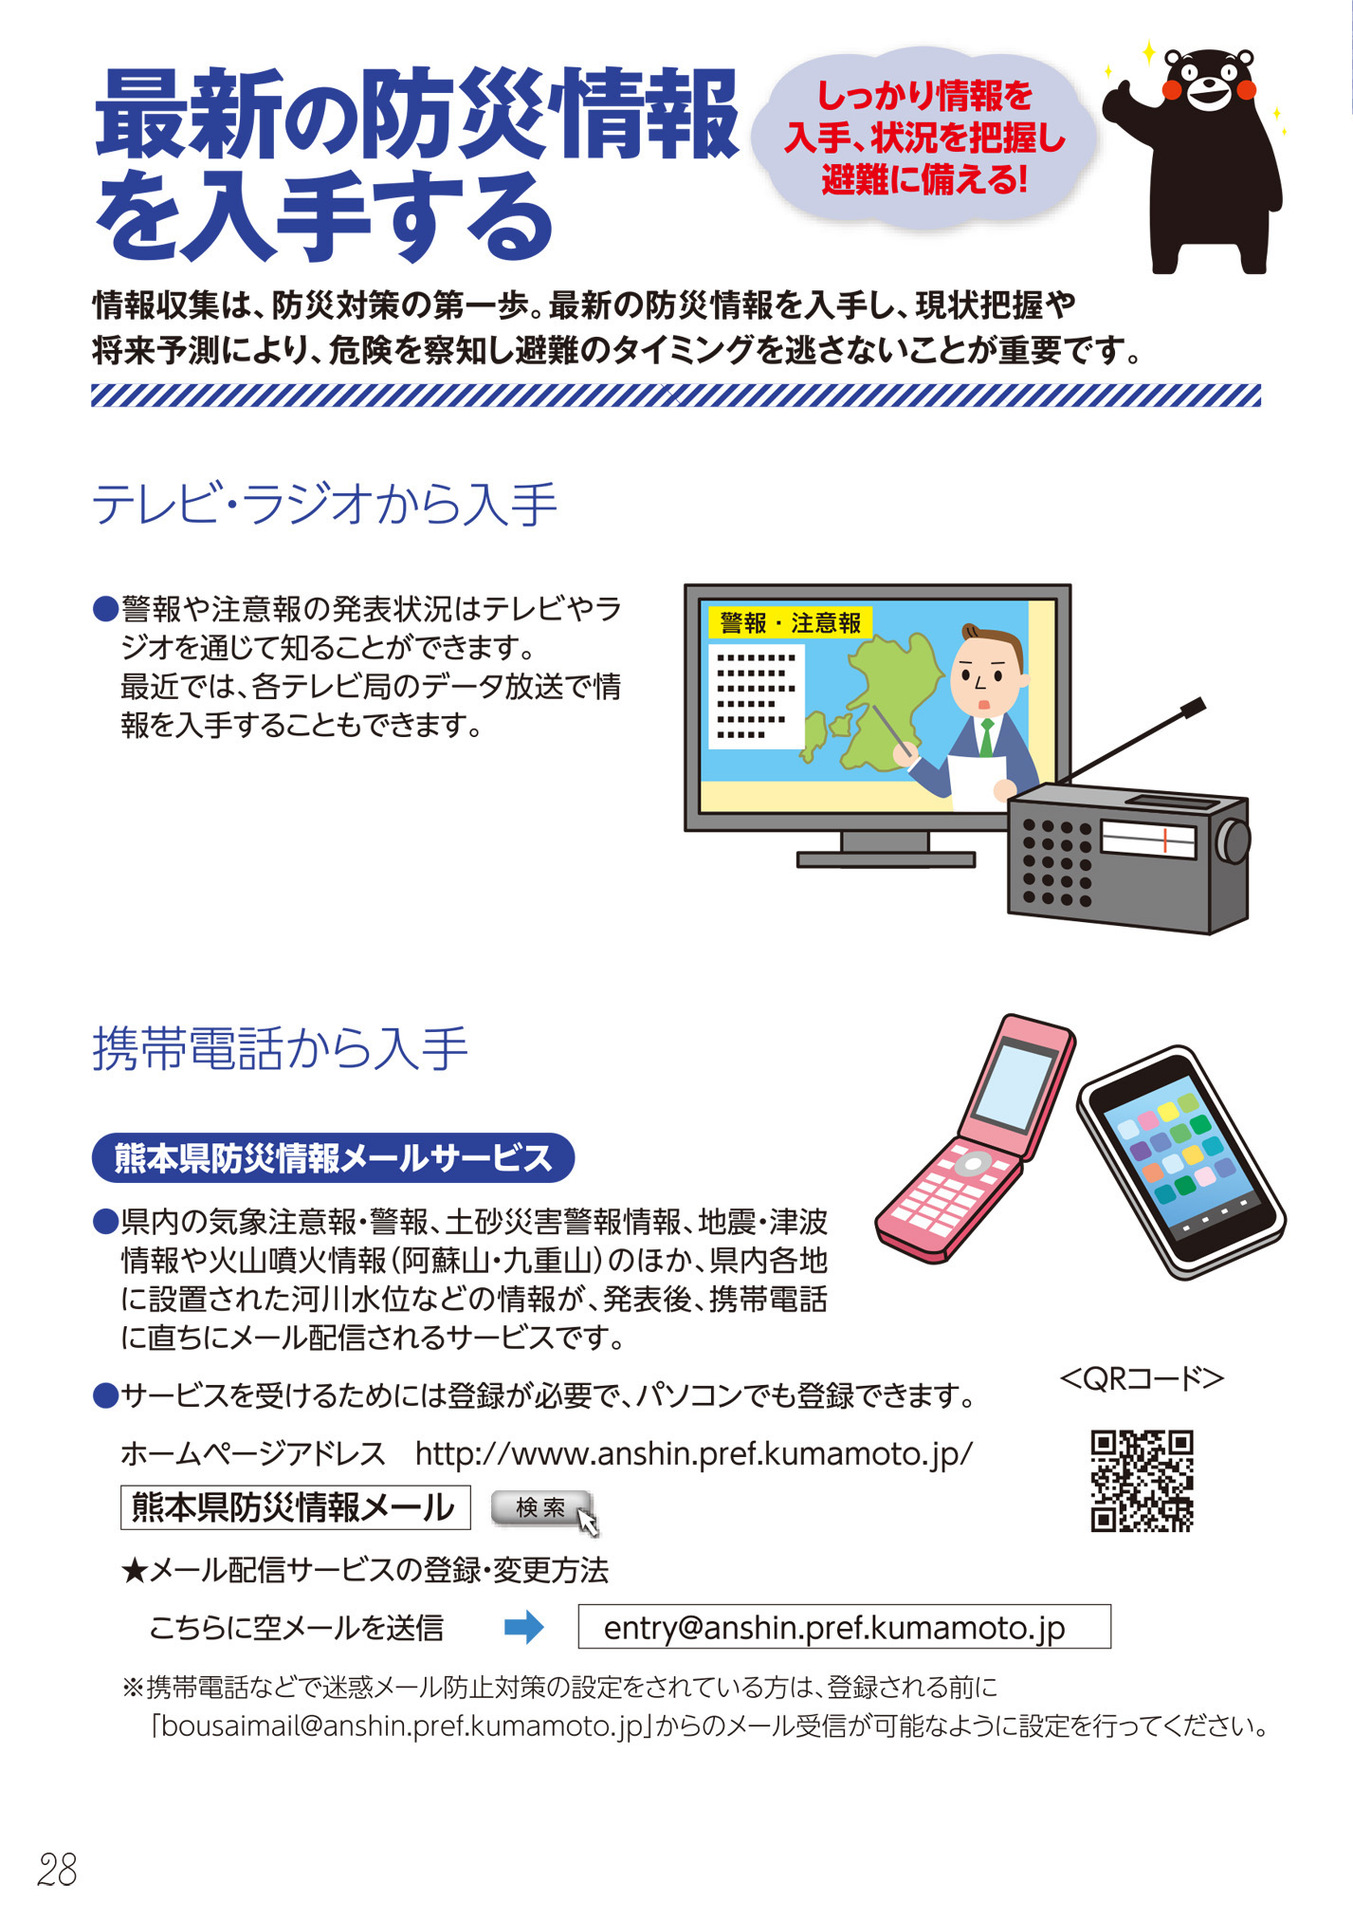 最新の防災情報
を入手する
しっかり情報を
入手、状況を把握し
避難に備える!
情報収集は、防災対策の第一歩。最新の防災情報を入手し、現状把握や
将来予測により、危険を察知し避難のタイミングを逃さないことが重要です。
テレビ・ラジオから入手
●警報や注意報の発表状況はテレビやラ
ジオを通じて知ることができます。
最近では、各テレビ局のデータ放送で情
報を入手することもできます。
警報・注意報
携帯電話から入手
熊本県防災情報メールサービス
●県内の気象注意報・警報、土砂災害警報情報、地震・津波
情報や火山噴火情報（阿蘇山・九重山）のほか、県内各地
に設置された河川水位などの情報が、発表後、携帯電話
に直ちにメール配信されるサービスです。
●サービスを受けるためには登録が必要で、パソコンでも登録できます。
ホームページアドレス　http://www.anshin.pref.kumamoto.jp/
熊本県防災情報メール 検索
<QRコード>
★メール配信サービスの登録・変更方法
こちらに空メールを送信 ➡ entry@anshin.pref.kumamoto.jp
※携帯電話などで迷惑メール防止対策の設定をされている方は、登録される前に
「bousaimail@anshin.pref.kumamoto.jp」からのメール受信が可能なように設定を行ってください。
28